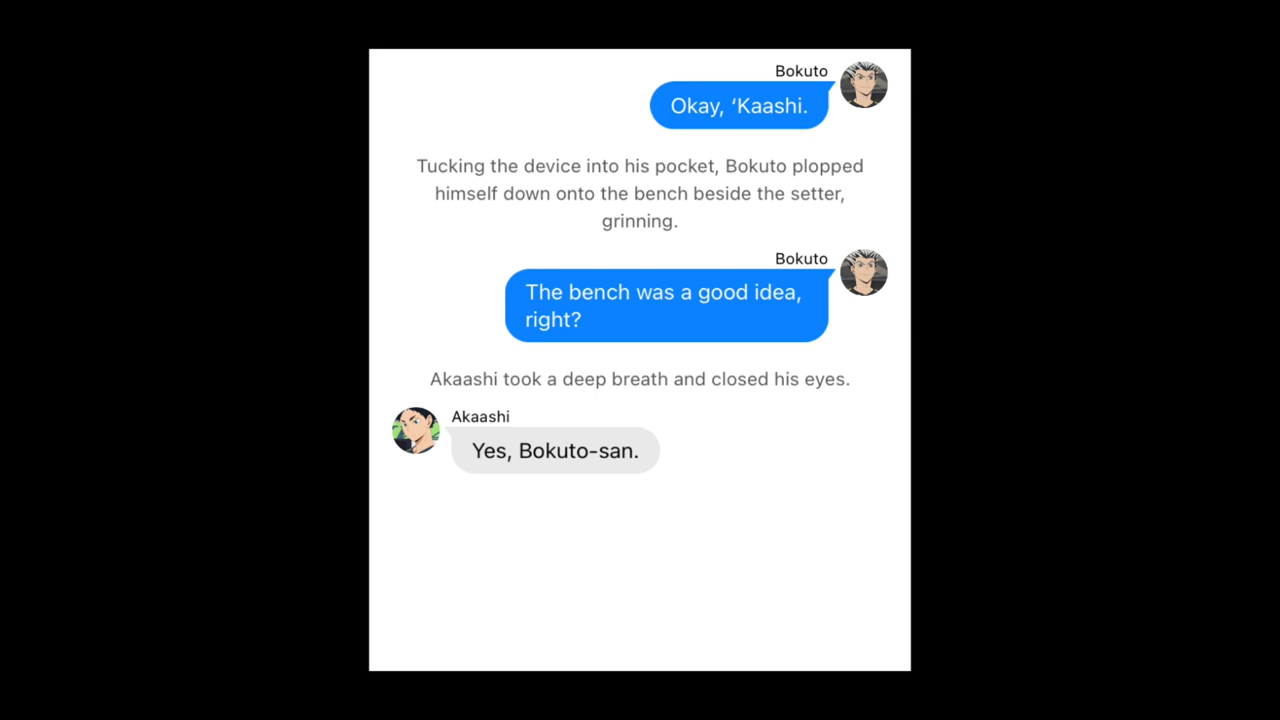 Bokuto
Okay, ‘Kaashi.
Tucking the device into his pocket, Bokuto plopped
himself down onto the bench beside the setter,
grinning.
Bokuto
The bench was a good idea,
right?
Akaashi took a deep breath and closed his eyes.
Akaashi
Yes, Bokuto-san.